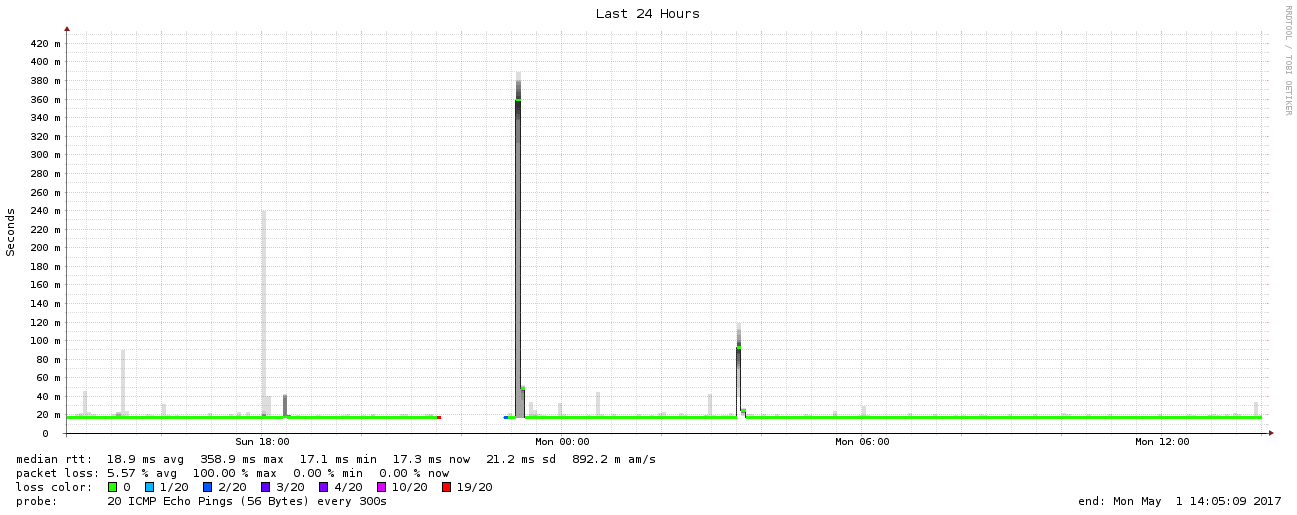 Last 24 Hours
RRDTOOL / TOBI OETIKER
Seconds
420 m
400 m
380 m
360 m
340 m
320 m
300 m
280 m
260 m
240 m
220 m
200 m
180 m
160 m
140 m
120 m
100 m
80 m
60 m
40 m
20 m
0
Sun 18:00 Mon 00:00 Mon 06:00 Mon 12:00
median rtt: 18.9 ms avg 358.9 ms max 17.1 ms min 17.3 ms now 21.2 ms sd 892.2 m am/s
packet loss: 5.57 % avg 100.00 % max 0.00 % min 0.00 % now
loss color: 0 1/20 2/20 3/20 4/20 10/20 19/20
probe: 20 ICMP Echo Pings (56 Bytes) every 300s end: Mon May 1 14:05:09 2017